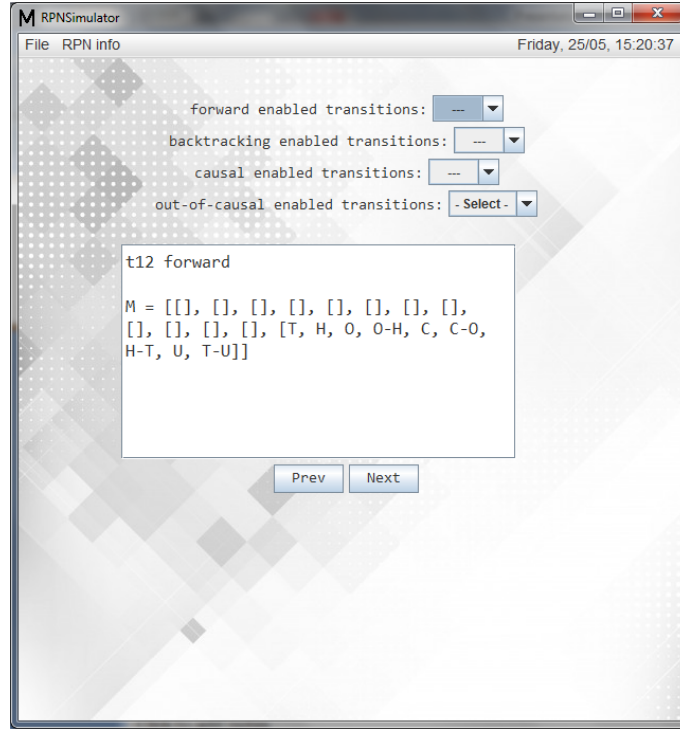 RPNSimulator
File RPN info Friday, 25/05, 15:20:37
forward enabled transitions: ---
backtracking enabled transitions: ---
causal enabled transitions: ---
out-of-causal enabled transitions: - Select -
t12 forward
M = [[], [], [], [], [], [], [], [],
[], [], [], [], [T, H, O, O-H, C, C-O,
H-T, U, T-U]]
Prev Next